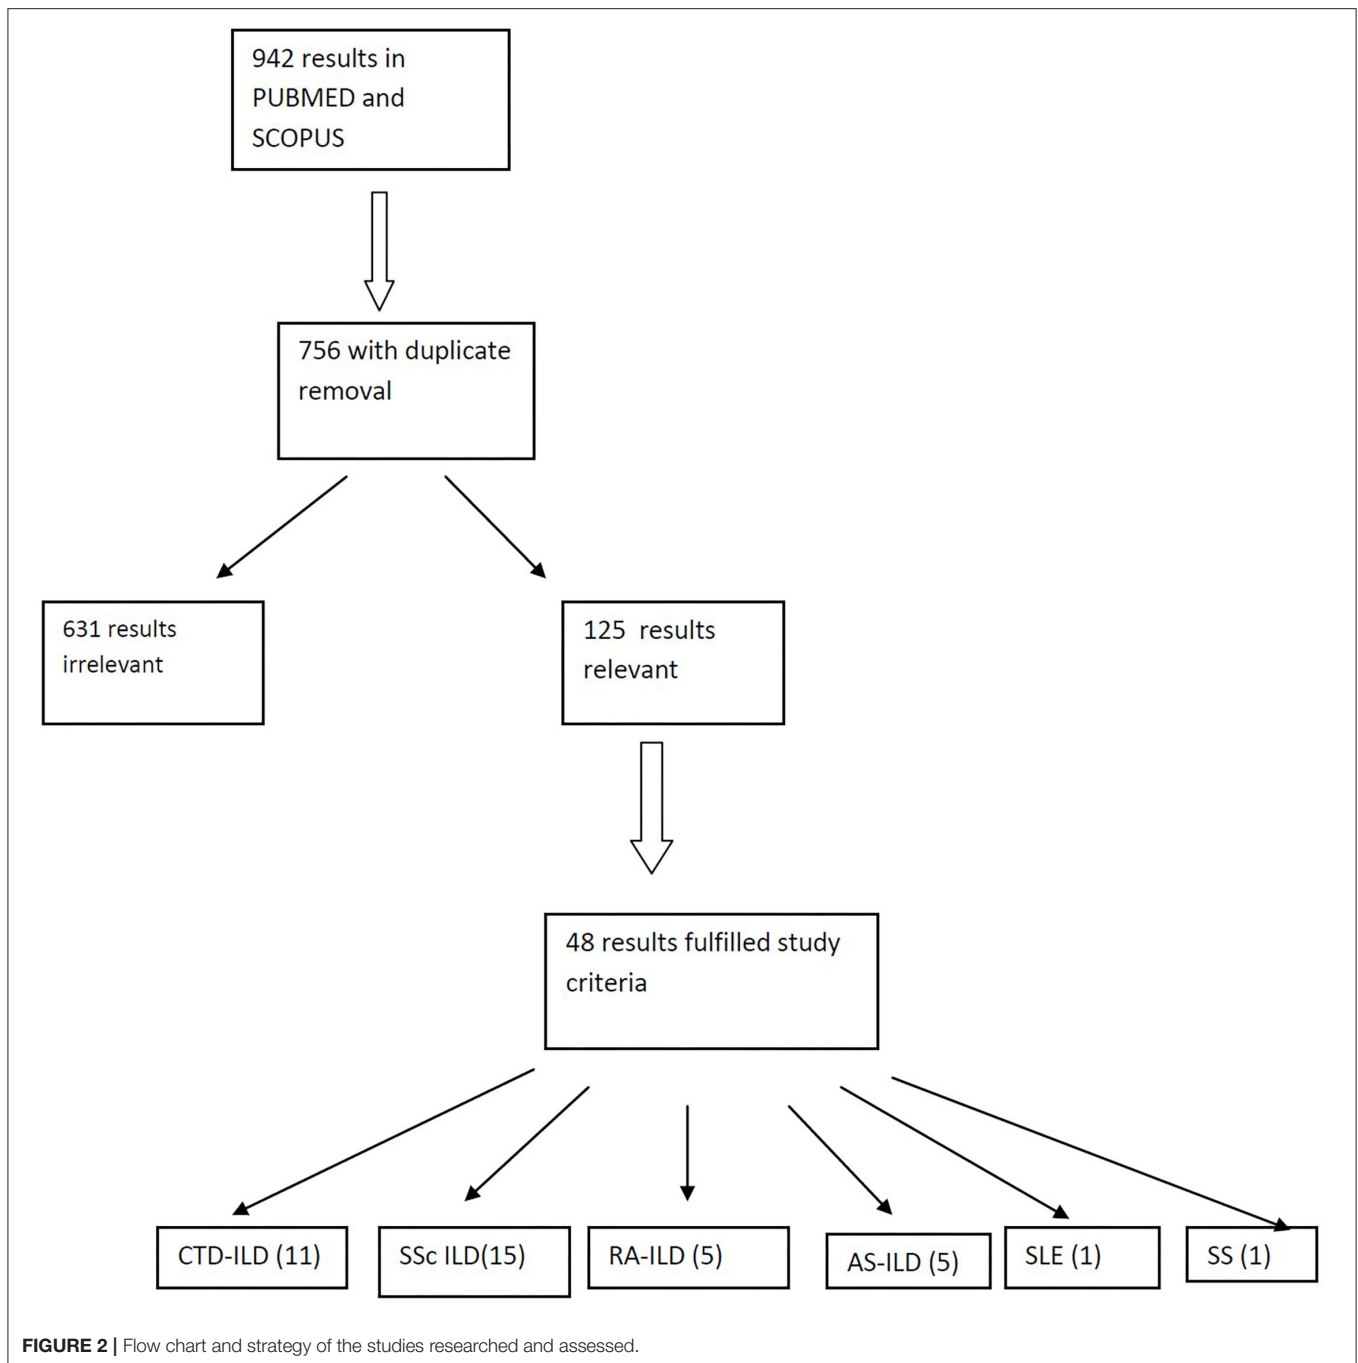 942 results in
PUBMED and
SCOPUS
756 with duplicate
removal
631 results
irrelevant
125 results
relevant
48 results fulfilled study
criteria
CTD-ILD (11)
SSc ILD(15)
RA-ILD (5)
AS-ILD (5)
SLE (1)
SS (1)
FIGURE 2 | Flow chart and strategy of the studies researched and assessed.